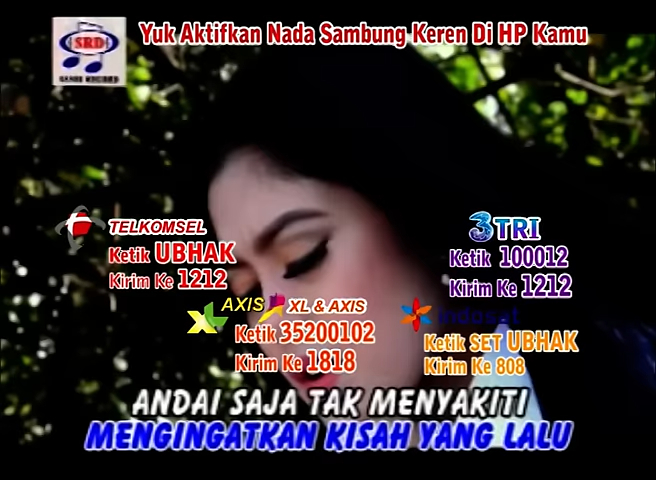 SRD
Yuk Aktifkan Nada Sambung Keren Di HP Kamu
TELKOMSEL
Ketik UBHAK
Kirim Ke 1212
3TRI
Ketik 100012
Kirim Ke 1212
XL AXIS XL & AXIS
Ketik 35200102
Kirim Ke 1818
indosat
Ketik SET UBHAK
Kirim Ke 808
ANDAI SAJA TAK MENYAKITI
MENGINGATKAN KISAH YANG LALU